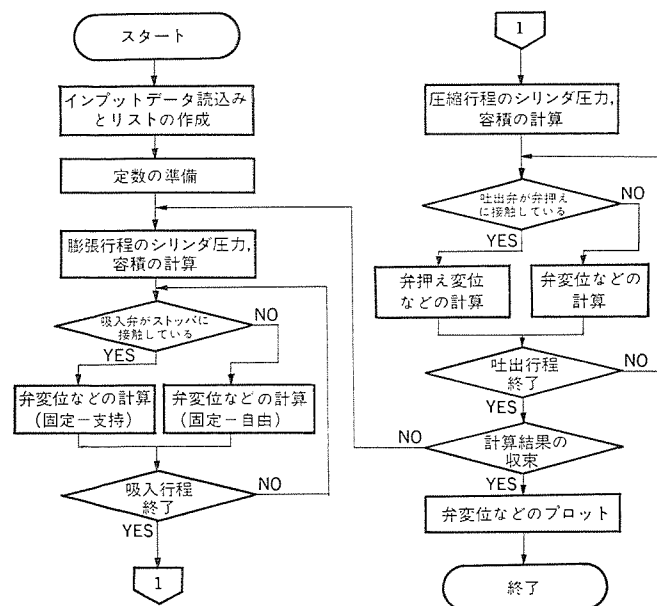 スタート
インプットデータ読込み
とリストの作成
定数の準備
膨張行程のシリンダ圧力,
容積の計算
吸入弁がストッパに
接触している
NO
YES
弁変位などの計算
(固定－支持)
弁変位などの計算
(固定－自由)
吸入行程
終了
NO
YES
1
1
圧縮行程のシリンダ圧力,
容積の計算
吐出弁が弁押え
に接触している
NO
YES
弁押え変位
などの計算
弁変位などの
計算
吐出行程
終了
NO
YES
計算結果の
収束
NO
YES
弁変位などのプロット
終了